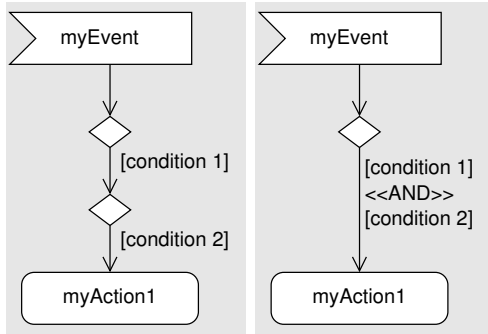 myEvent
[condition 1]
[condition 2]
myAction1
myEvent
[condition 1]
<<AND>>
[condition 2]
myAction1